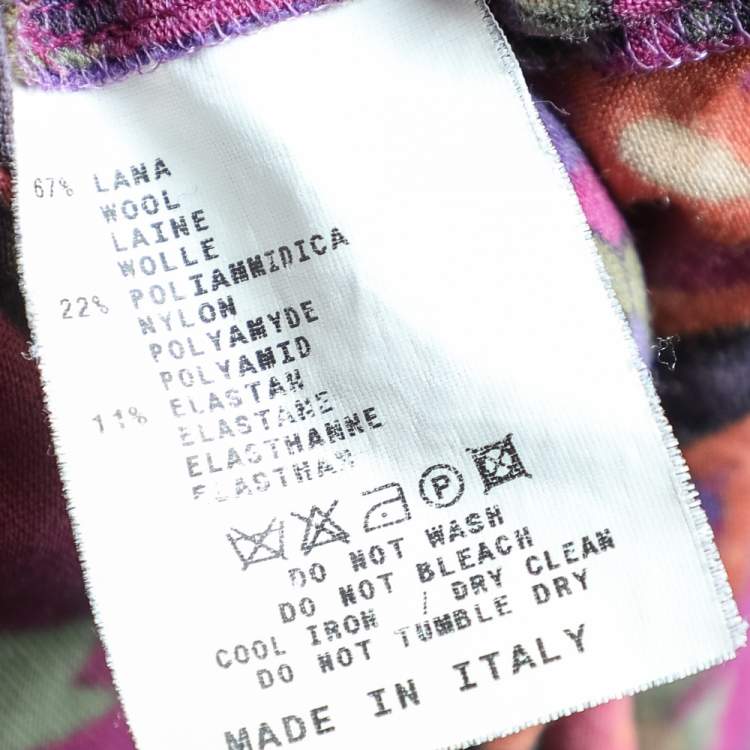 67% LANA
WOOL
LAINE
WOLLE
22% POLIAMMIDICA
NYLON
POLYAMYDE
POLYAMID
11% ELASTAN
ELASTANE
ELASTHANNE
ELASTHAN
P
DO NOT WASH
DO NOT BLEACH
COOL IRON / DRY CLEAN
DO NOT TUMBLE DRY
MADE IN ITALY